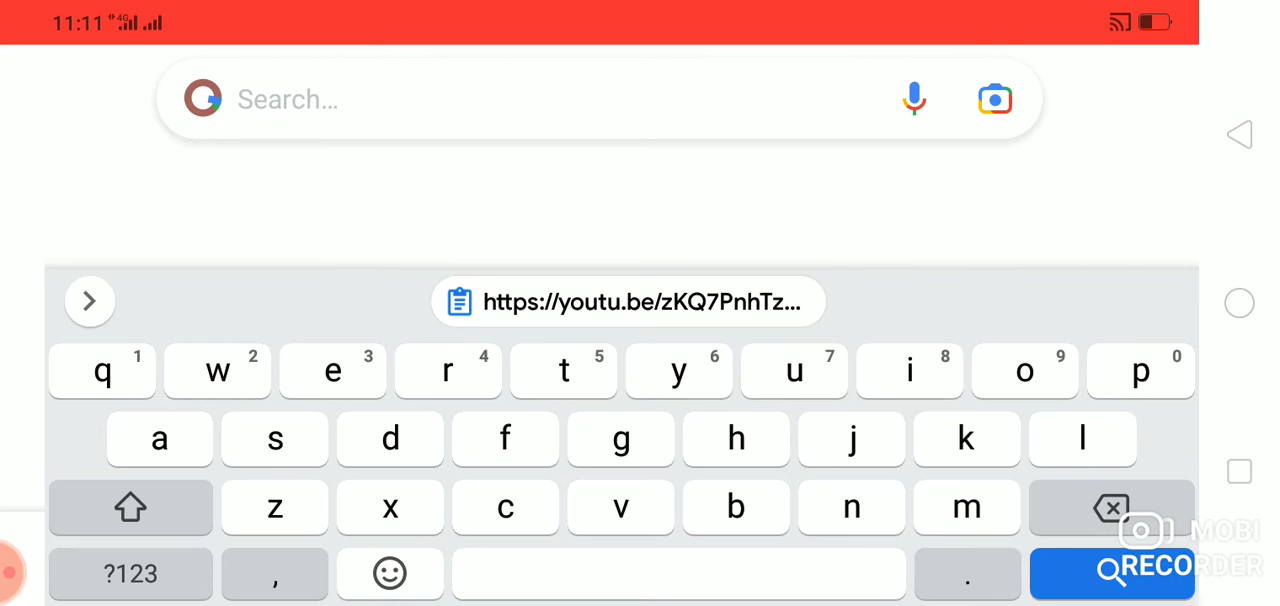 11:11 4G
Search...
https://youtu.be/zKQ7PnhTz...
q 1 w 2 e 3 r 4 t 5 y 6 u 7 i 8 o 9 p 0
a s d f g h j k l
z x c v b n m
?123 , .
MOBI
RECORDER